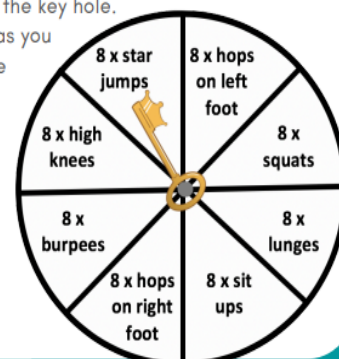 the key hole.
as you
8 x star
jumps
8 x hops
on left
foot
8 x
squats
8 x
lunges
8 x sit
ups
8 x hops
on right
foot
8 x
burpees
8 x high
knees